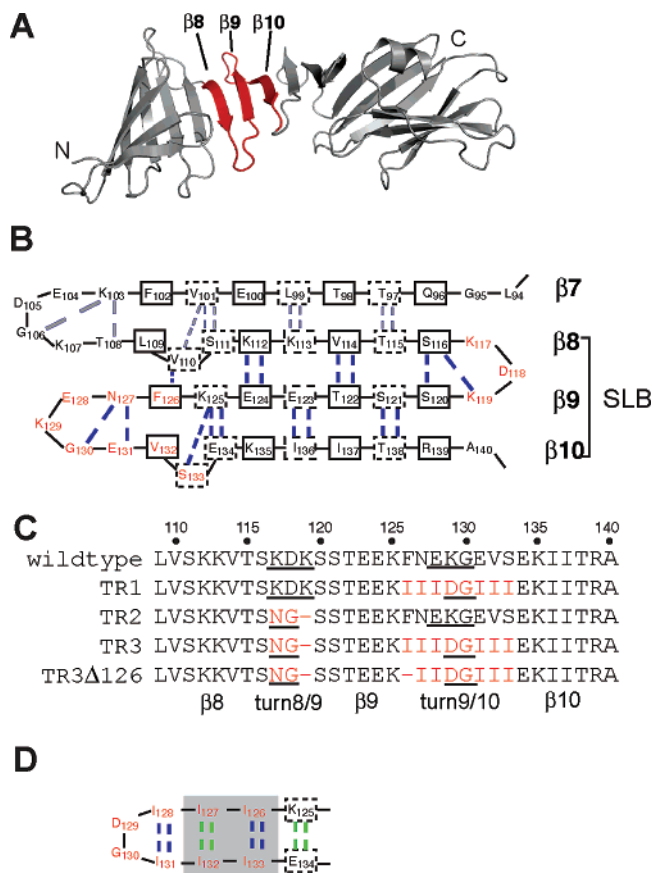 A
β8 β9 β10
N
C
B
E104 K103 F102 V101 E100 L99 T98 T97 Q96 G95 L94 β7
D105
G106 K107 T108 L109 V110 S111 K112 K113 V114 T115 S116 K117 β8
D118
E128 N127 F126 K125 E124 E123 T122 S121 S120 K119 β9 SLB
K129
G130 E131 V132 S133 E134 K135 I136 I137 T138 R139 A140 β10
C
110 115 120 125 130 135 140
wildtype LVSKKVTSKDKSSTEEKFNEKGEVSEKIITRA
TR1 LVSKKVTSKDKSSTEEKIIIDGIIIEKIITRA
TR2 LVSKKVTSNG-SSTEEKFNEKGEVSEKIITRA
TR3 LVSKKVTSNG-SSTEEKIIIDGIIIEKIITRA
TR3Δ126 LVSKKVTSNG-SSTEEK-IIDGIIIEKIITRA
β8 turn8/9 β9 turn9/10 β10
D
I128 I127 I126 K125
D129
G130
I131 I132 I133 E134